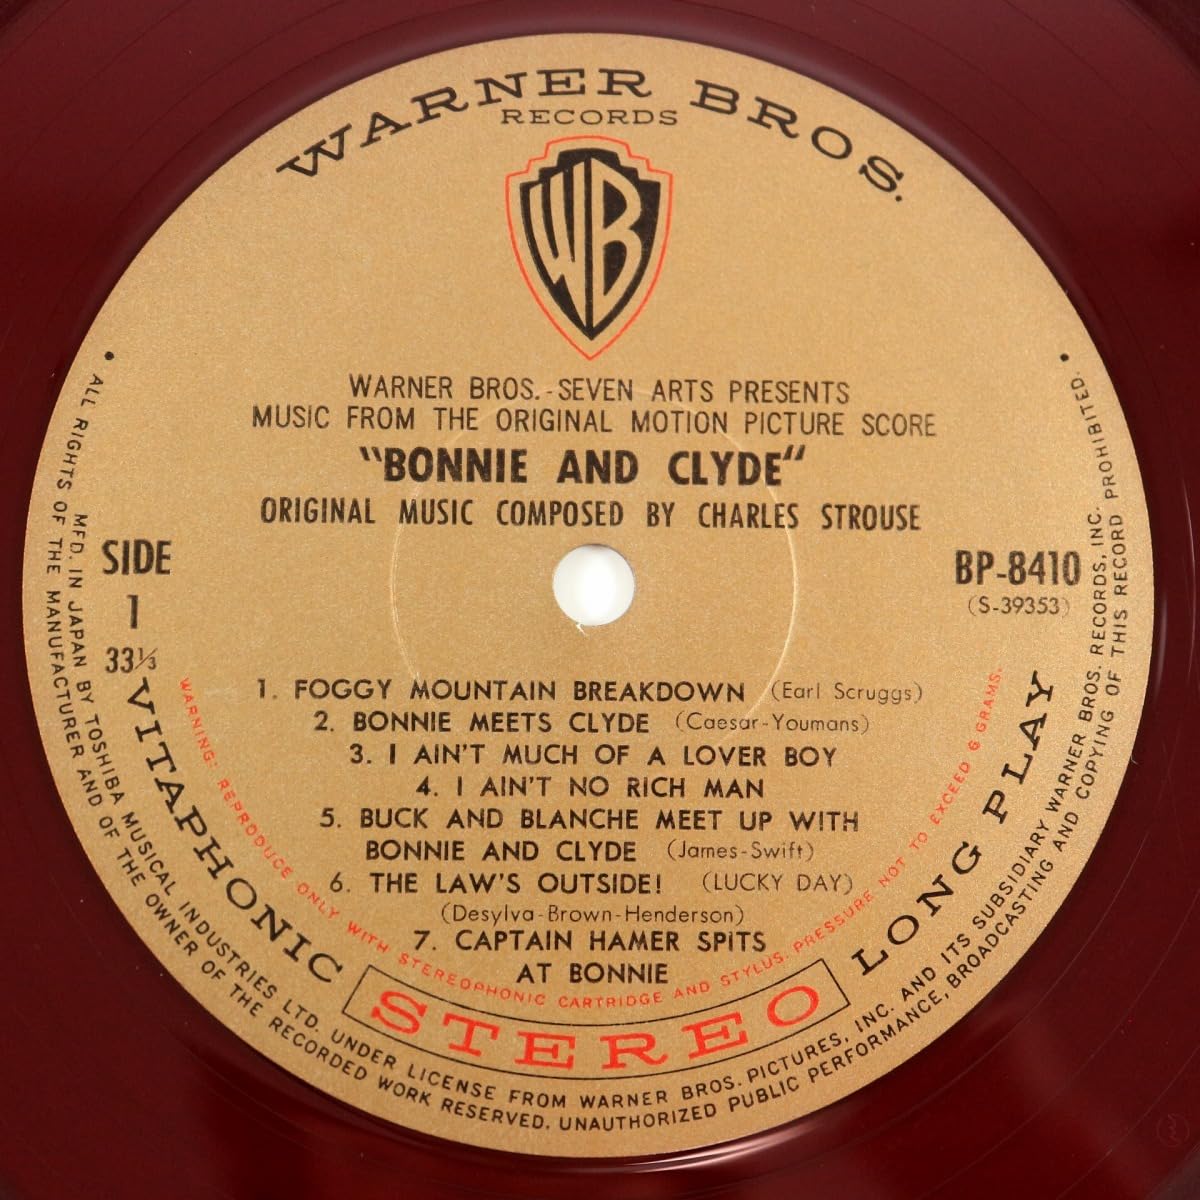 WARNER BROS.
RECORDS
WB
WARNER BROS.-SEVEN ARTS PRESENTS
MUSIC FROM THE ORIGINAL MOTION PICTURE SCORE
"BONNIE AND CLYDE"
ORIGINAL MUSIC COMPOSED BY CHARLES STROUSE
SIDE
1
33⅓
BP-8410
(S-39353)
1. FOGGY MOUNTAIN BREAKDOWN (Earl Scruggs)
2. BONNIE MEETS CLYDE (Caesar-Youmans)
3. I AIN'T MUCH OF A LOVER BOY
4. I AIN'T NO RICH MAN
5. BUCK AND BLANCHE MEET UP WITH
BONNIE AND CLYDE (James-Swift)
6. THE LAW'S OUTSIDE! (LUCKY DAY)
(Desylva-Brown-Henderson)
7. CAPTAIN HAMER SPITS
AT BONNIE
WARNING: REPRODUCE ONLY WITH STEREOPHONIC CARTRIDGE AND STYLUS. PRESSURE NOT TO EXCEED 6 GRAMS.
VITAPHONIC STEREO LONG PLAY
MFD. IN JAPAN BY TOSHIBA MUSICAL INDUSTRIES LTD. UNDER LICENSE FROM WARNER BROS. PICTURES, INC. AND ITS SUBSIDIARY WARNER BROS. RECORDS, INC.
• ALL RIGHTS OF THE MANUFACTURER AND OF THE OWNER OF THE RECORDED WORK RESERVED. UNAUTHORIZED PUBLIC PERFORMANCE, BROADCASTING AND COPYING OF THIS RECORD PROHIBITED. •